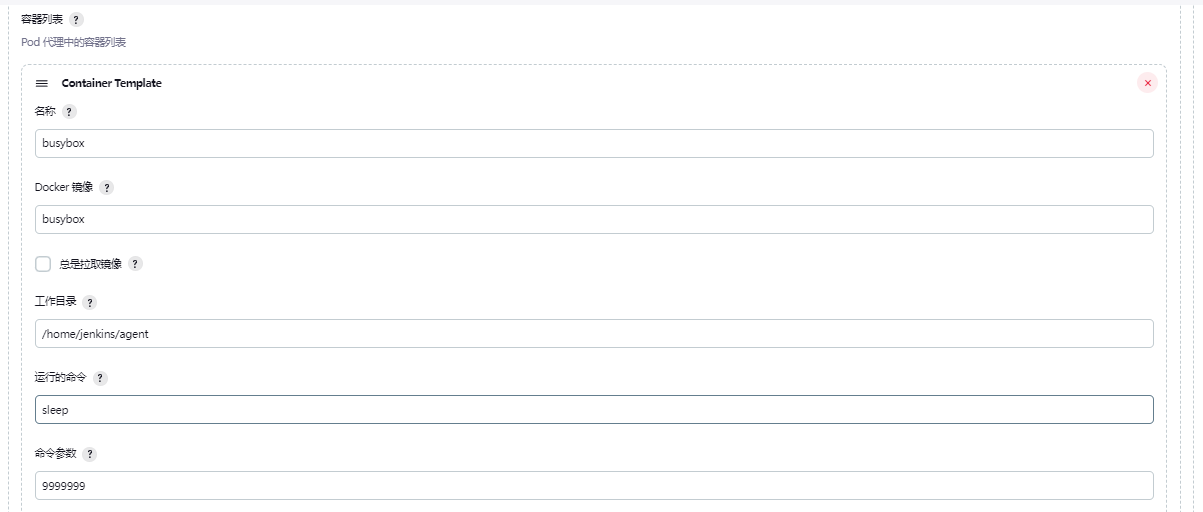 容器列表 ?
Pod 代理中的容器列表
Container Template
名称 ?
busybox
Docker 镜像 ?
busybox
总是拉取镜像 ?
工作目录 ?
/home/jenkins/agent
运行的命令 ?
sleep
命令参数 ?
9999999